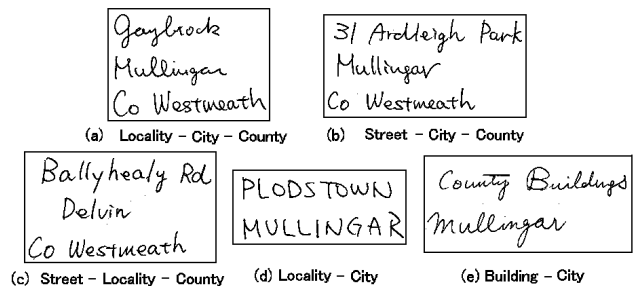 Gaybrock
Mullingar
Co Westmeath
(a) Locality - City - County
31 Ardleigh Park
Mullingar
Co Westmeath
(b) Street - City - County
Ballyhealy Rd
Delvin
Co Westmeath
(c) Street - Locality - County
PLODSTOWN
MULLINGAR
(d) Locality - City
County Buildings
Mullingar
(e) Building - City